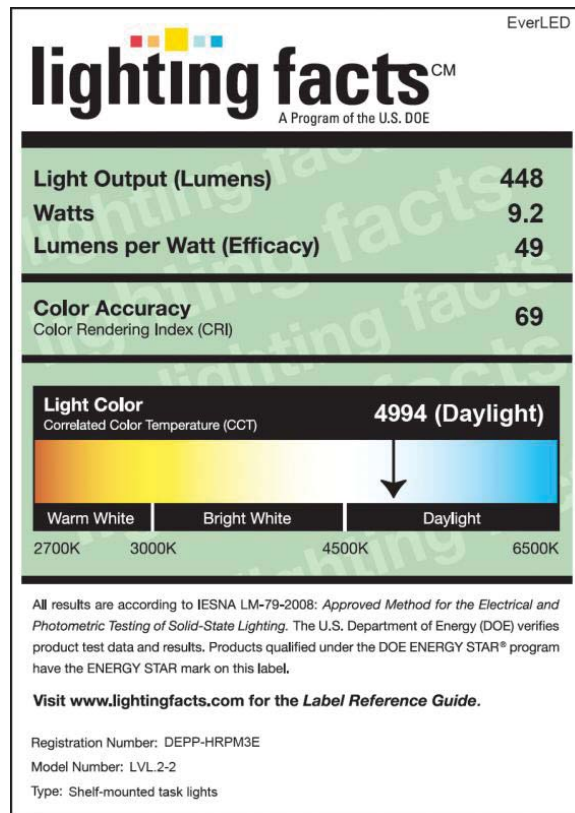 EverLED
lighting facts CM
A Program of the U.S. DOE
Light Output (Lumens) 448
Watts 9.2
Lumens per Watt (Efficacy) 49
Color Accuracy
Color Rendering Index (CRI) 69
Light Color
Correlated Color Temperature (CCT) 4994 (Daylight)
Warm White Bright White Daylight
2700K 3000K 4500K 6500K
All results are according to IESNA LM-79-2008: Approved Method for the Electrical and
Photometric Testing of Solid-State Lighting. The U.S. Department of Energy (DOE) verifies
product test data and results. Products qualified under the DOE ENERGY STAR® program
have the ENERGY STAR mark on this label.
Visit www.lightingfacts.com for the Label Reference Guide.
Registration Number: DEPP-HRPM3E
Model Number: LVL.2-2
Type: Shelf-mounted task lights